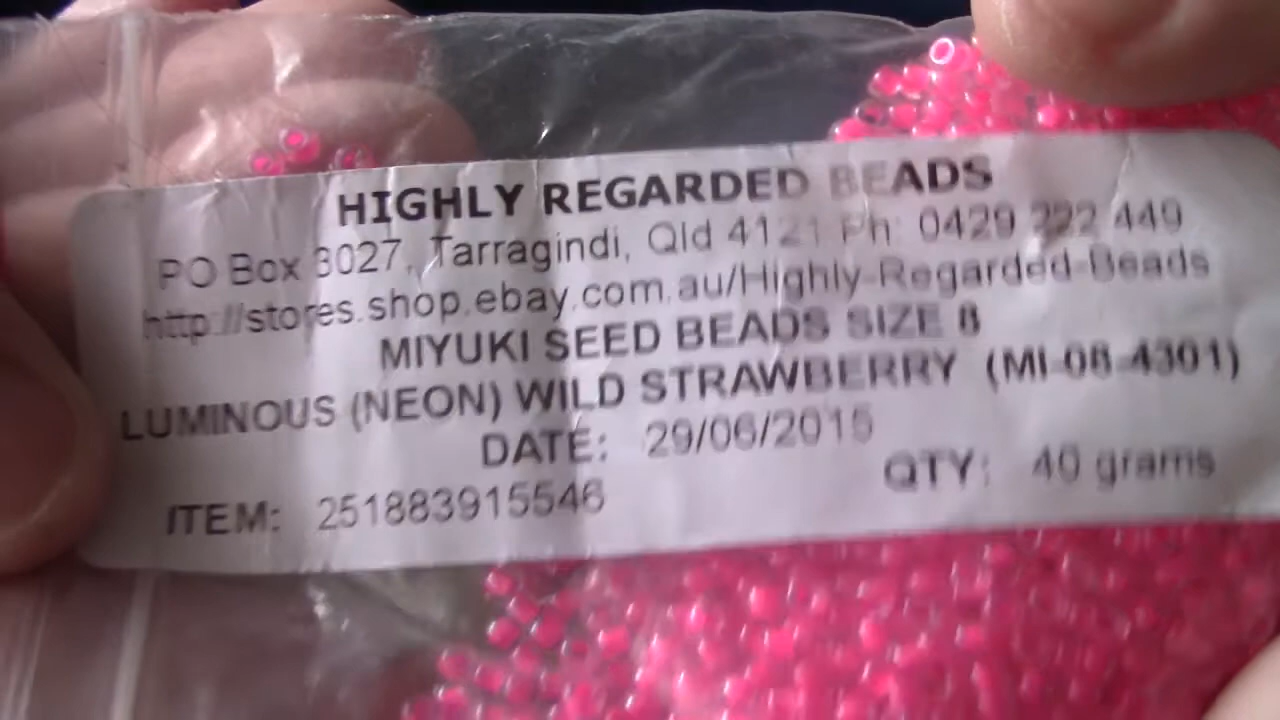 HIGHLY REGARDED BEADS
PO Box 3027, Tarragindi, Qld 4121 Ph: 0429 222 449
http://stores.shop.ebay.com.au/Highly-Regarded-Beads
MIYUKI SEED BEADS SIZE 8
LUMINOUS (NEON) WILD STRAWBERRY (MI-08-4301)
DATE: 29/06/2015
QTY: 40 grams
ITEM: 251883915546